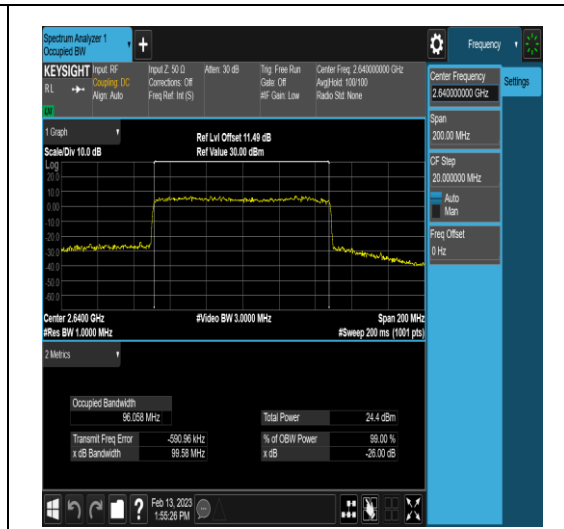 Spectrum Analyzer 1
Occupied BW
+
Frequency
KEYSIGHT
RL
LV
Input: RF
Coupling: DC
Align: Auto
Input Z: 50 Ω
Corrections: Off
Freq Ref: Int (S)
Atten: 30 dB
Trig: Free Run
Gate: Off
#IF Gain: Low
Center Freq: 2.640000000 GHz
Avg|Hold: 100/100
Radio Std: None
Center Frequency
2.640000000 GHz
Settings
Span
200.00 MHz
CF Step
20.000000 MHz
Auto
Man
Freq Offset
0 Hz
1 Graph
Scale/Div 10.0 dB
Ref Lvl Offset 11.49 dB
Ref Value 30.00 dBm
Log
20.0
10.0
0.00
-10.0
-20.0
-30.0
-40.0
-50.0
-60.0
Center 2.6400 GHz
#Video BW 3.0000 MHz
Span 200 MHz
#Res BW 1.0000 MHz
#Sweep 200 ms (1001 pts)
2 Metrics
Occupied Bandwidth
96.058 MHz
Total Power 24.4 dBm
Transmit Freq Error -590.96 kHz
% of OBW Power 99.00 %
x dB Bandwidth 99.58 MHz
x dB -26.00 dB
?
Feb 13, 2023
1:55:26 PM